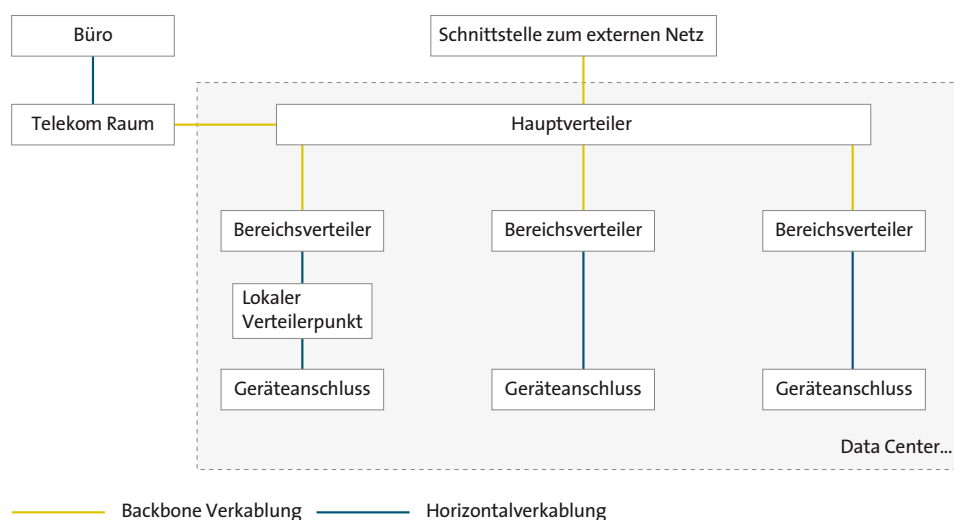 Büro
Schnittstelle zum externen Netz
Telekom Raum
Hauptverteiler
Bereichsverteiler
Bereichsverteiler
Bereichsverteiler
Lokaler
Verteilerpunkt
Geräteanschluss
Geräteanschluss
Geräteanschluss
Data Center...
Backbone Verkablung
Horizontalverkablung